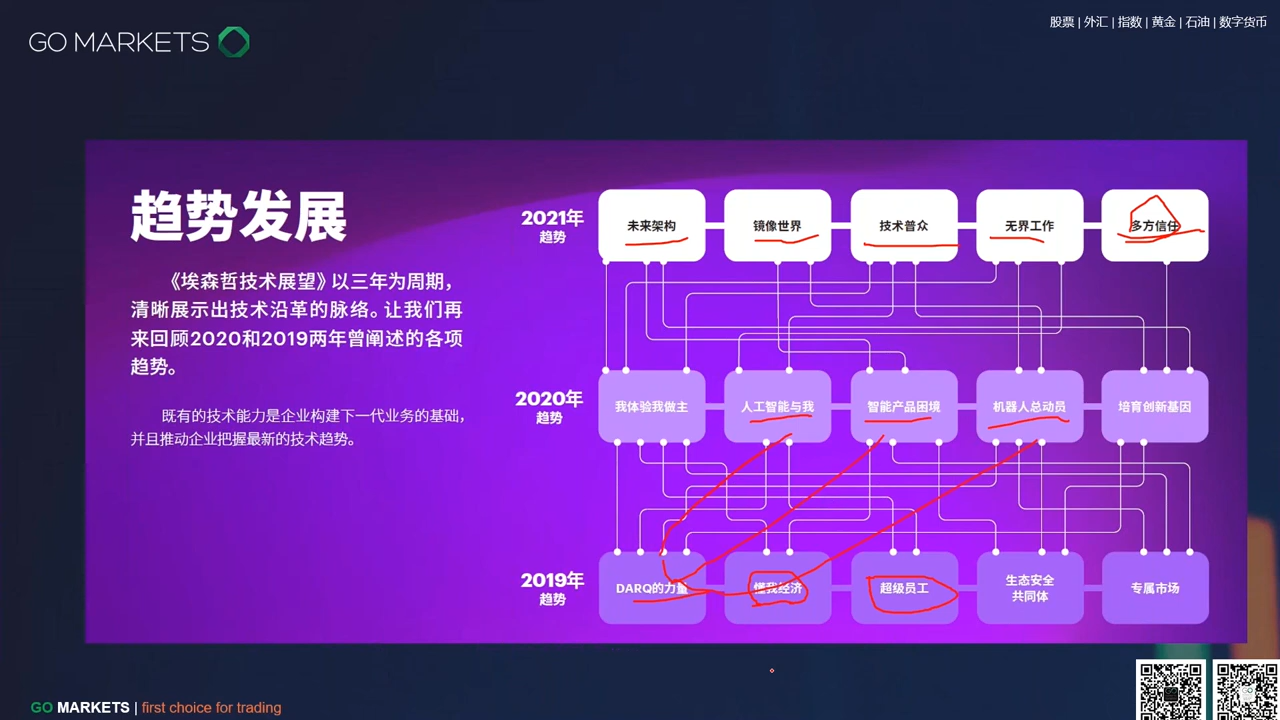 GO MARKETS
股票 | 外汇 | 指数 | 黄金 | 石油 | 数字货币
趋势发展
《埃森哲技术展望》以三年为周期，
清晰展示出技术沿革的脉络。让我们再
来回顾2020和2019两年曾阐述的各项
趋势。
既有的技术能力是企业构建下一代业务的基础，
并且推动企业把握最新的技术趋势。
2021年
趋势
未来架构
镜像世界
技术普众
无界工作
多方信任
2020年
趋势
我体验我做主
人工智能与我
智能产品困境
机器人总动员
培育创新基因
2019年
趋势
DARQ的力量
懂我经济
超级员工
生态安全
共同体
专属市场
GO MARKETS | first choice for trading